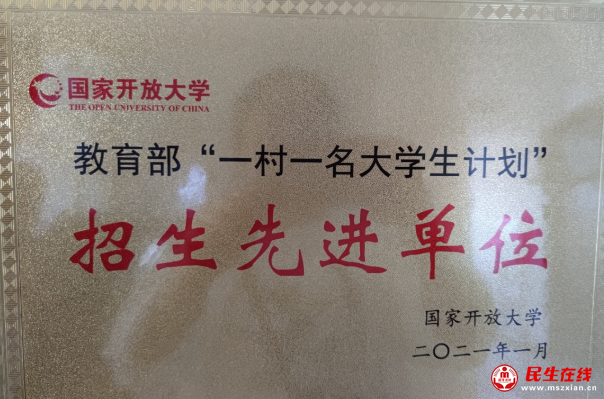 国家开放大学
THE OPEN UNIVERSITY OF CHINA
教育部“一村一名大学生计划”
招生先进单位
国家开放大学
二〇二一年一月
民生在线
www.mszxian.cn